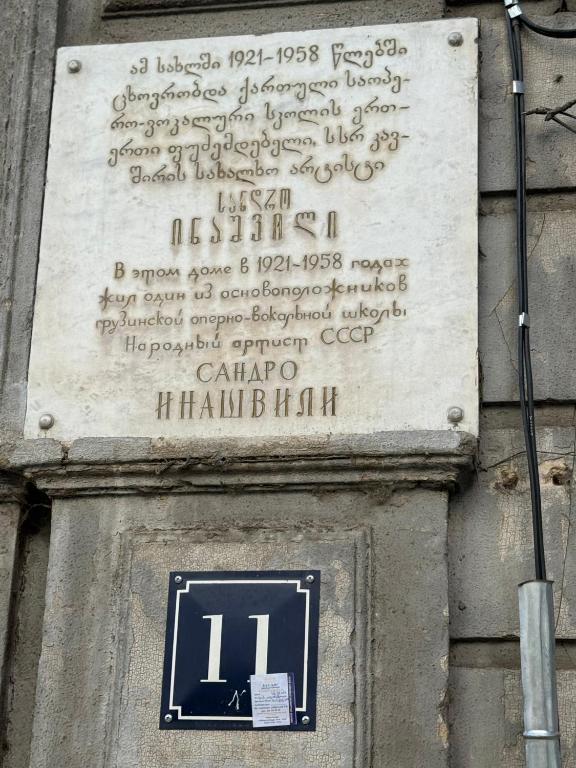 ამ სახლში 1921-1958 წლებში
ცხოვრობდა ქართული საოპე-
რო-ვოკალური სკოლის ერთ-
ერთი ფუძემდებელი, სსრ კავ-
შირის სახალხო არტისტი
სანდრო
ინაშვილი
В этом доме в 1921-1958 годах
жил один из основоположников
грузинской оперно-вокальной школы
Народный артист СССР
САНДРО
ИНАШВИЛИ
11